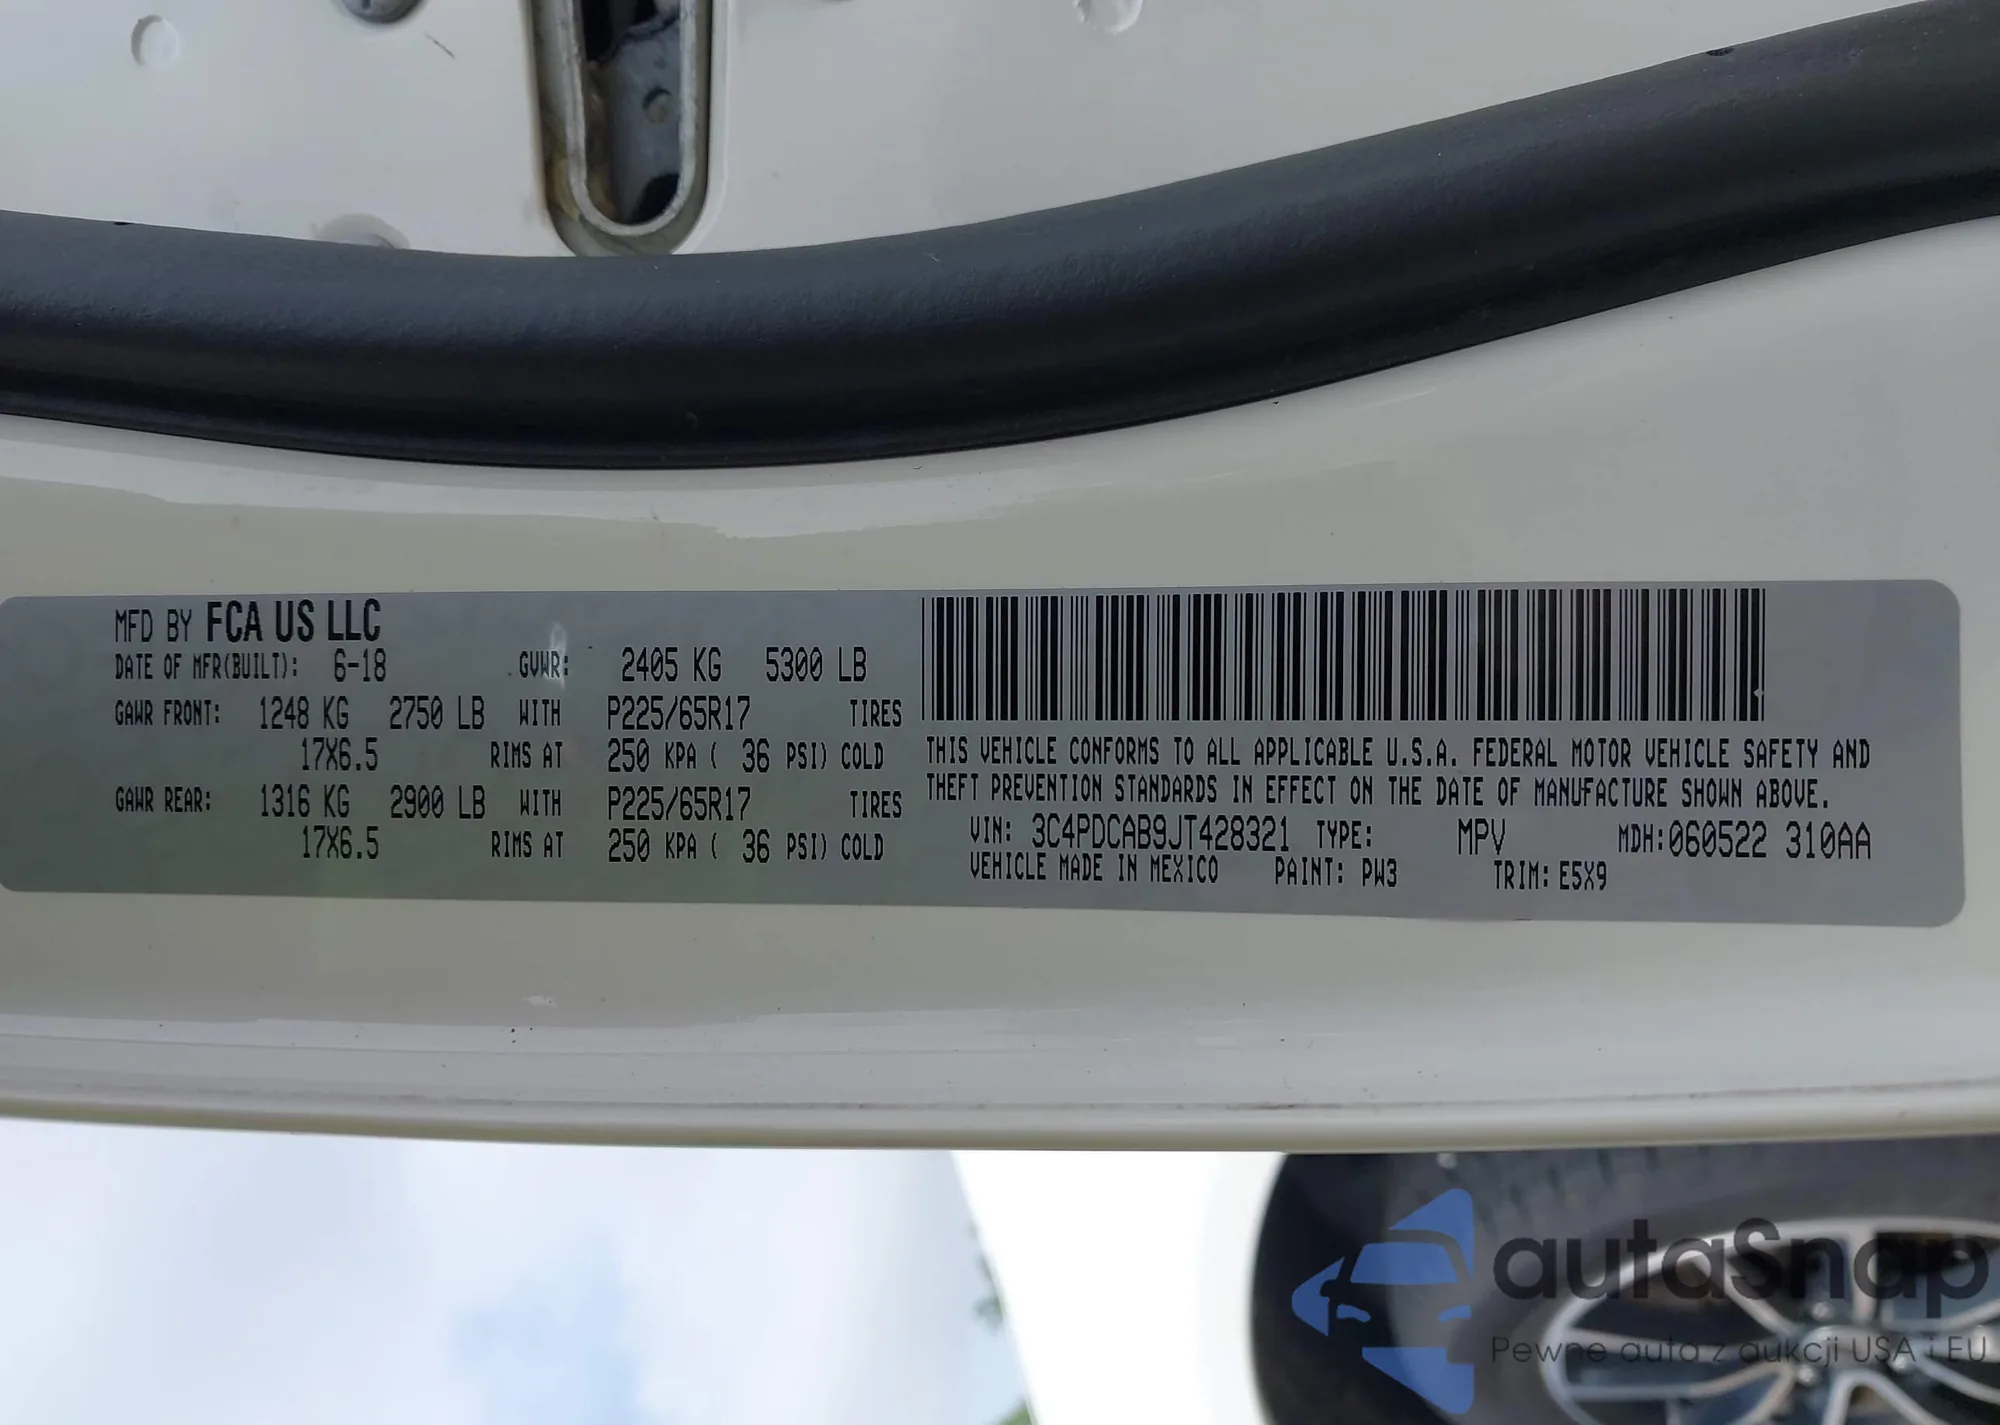 MFD BY FCA US LLC
DATE OF MFR(BUILT): 6-18 GVWR: 2405 KG 5300 LB
GAWR FRONT: 1248 KG 2750 LB WITH P225/65R17 TIRES
17X6.5 RIMS AT 250 KPA ( 36 PSI) COLD
GAWR REAR: 1316 KG 2900 LB WITH P225/65R17 TIRES
17X6.5 RIMS AT 250 KPA ( 36 PSI) COLD
THIS VEHICLE CONFORMS TO ALL APPLICABLE U.S.A. FEDERAL MOTOR VEHICLE SAFETY AND
THEFT PREVENTION STANDARDS IN EFFECT ON THE DATE OF MANUFACTURE SHOWN ABOVE.
VIN: 3C4PDCAB9JT428321 TYPE: MPV MDH:060522 310AA
VEHICLE MADE IN MEXICO PAINT: PW3 TRIM: E5X9
autaSnap
Pewne auta z aukcji USA i EU